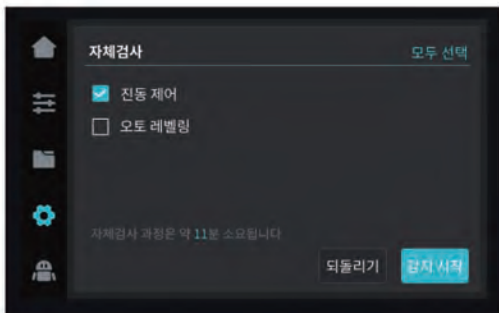 자체검사
모두 선택
진동 제어
오토 레벨링
자체검사 과정은 약 11분 소요됩니다
되돌리기
감지 시작